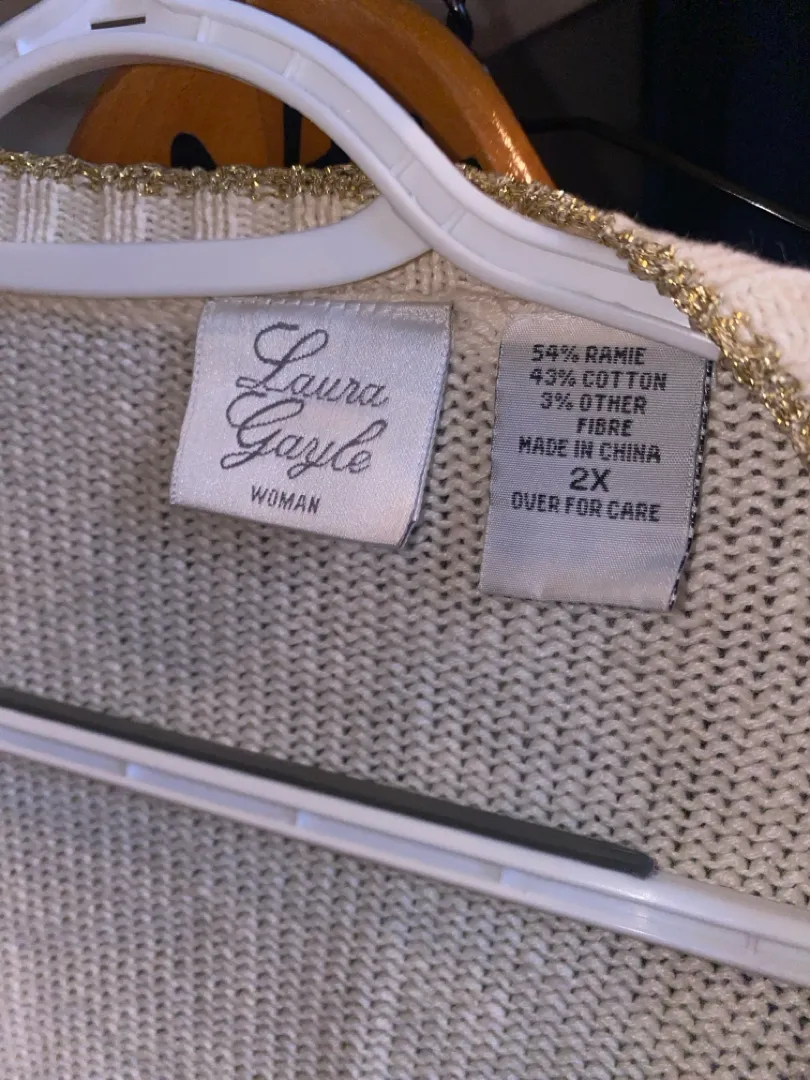 Laura
Gayle
WOMAN
54% RAMIE
43% COTTON
3% OTHER
FIBRE
MADE IN CHINA
2X
OVER FOR CARE